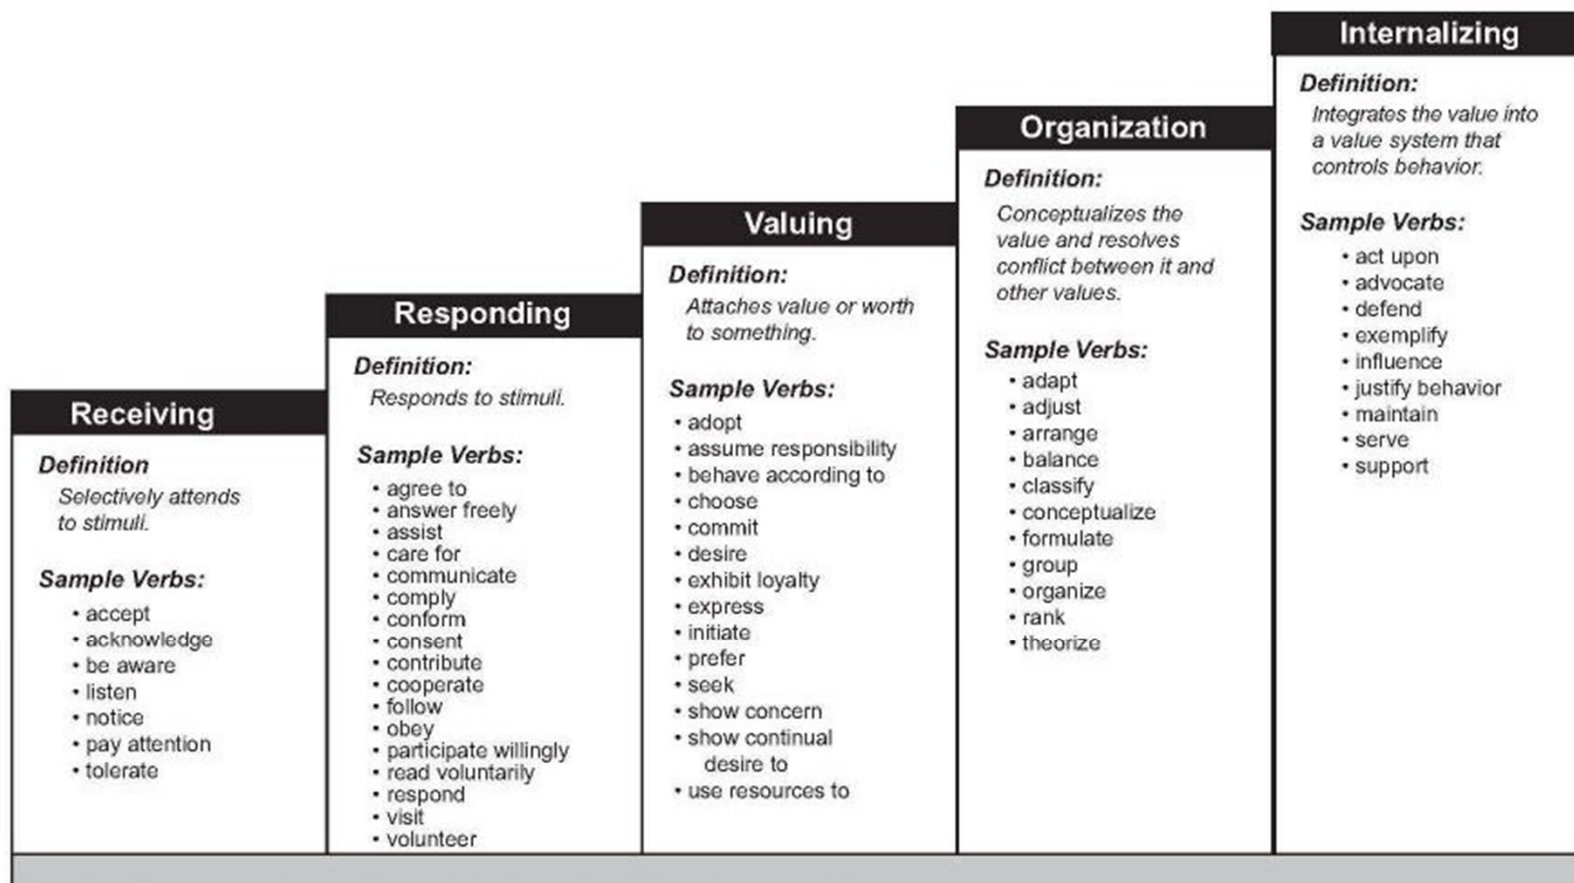 Receiving
Definition
Selectively attends
to stimuli.
Sample Verbs:
• accept
• acknowledge
• be aware
• listen
• notice
• pay attention
• tolerate
Responding
Definition:
Responds to stimuli.
Sample Verbs:
• agree to
• answer freely
• assist
• care for
• communicate
• comply
• conform
• consent
• contribute
• cooperate
• follow
• obey
• participate willingly
• read voluntarily
• respond
• visit
• volunteer
Valuing
Definition:
Attaches value or worth
to something.
Sample Verbs:
• adopt
• assume responsibility
• behave according to
• choose
• commit
• desire
• exhibit loyalty
• express
• initiate
• prefer
• seek
• show concern
• show continual
desire to
• use resources to
Organization
Definition:
Conceptualizes the
value and resolves
conflict between it and
other values.
Sample Verbs:
• adapt
• adjust
• arrange
• balance
• classify
• conceptualize
• formulate
• group
• organize
• rank
• theorize
Internalizing
Definition:
Integrates the value into
a value system that
controls behavior.
Sample Verbs:
• act upon
• advocate
• defend
• exemplify
• influence
• justify behavior
• maintain
• serve
• support